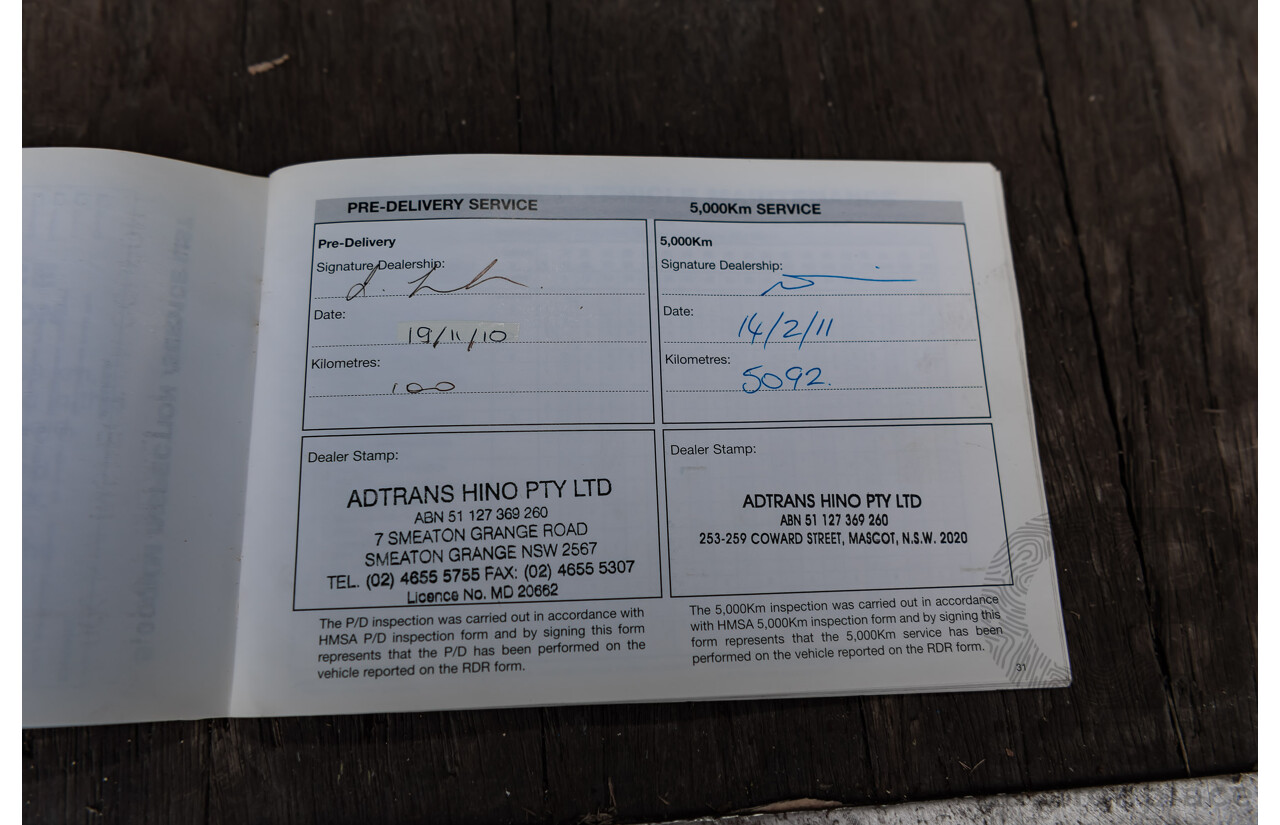 PRE-DELIVERY SERVICE
Pre-Delivery
Signature Dealership:
Date:
19/11/10
Kilometres:
100
Dealer Stamp:
ADTRANS HINO PTY LTD
ABN 51 127 369 260
7 SMEATON GRANGE ROAD
SMEATON GRANGE NSW 2567
TEL. (02) 4655 5755 FAX: (02) 4655 5307
Licence No. MD 20662
The P/D inspection was carried out in accordance with
HMSA P/D inspection form and by signing this form
represents that the P/D has been performed on the
vehicle reported on the RDR form.
5,000Km SERVICE
5,000Km
Signature Dealership:
Date:
14/2/11
Kilometres:
5092.
Dealer Stamp:
ADTRANS HINO PTY LTD
ABN 51 127 369 260
253-259 COWARD STREET, MASCOT, N.S.W. 2020
The 5,000Km inspection was carried out in accordance
with HMSA 5,000Km inspection form and by signing this
form represents that the 5,000Km service has been
performed on the vehicle reported on the RDR form.
31